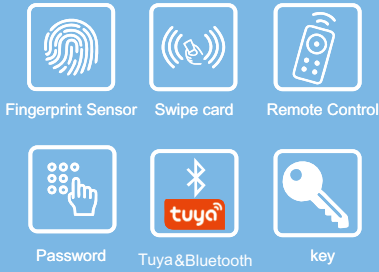 Fingerprint Sensor
Swipe card
Remote Control
tuya
Password
Tuya&Bluetooth
key